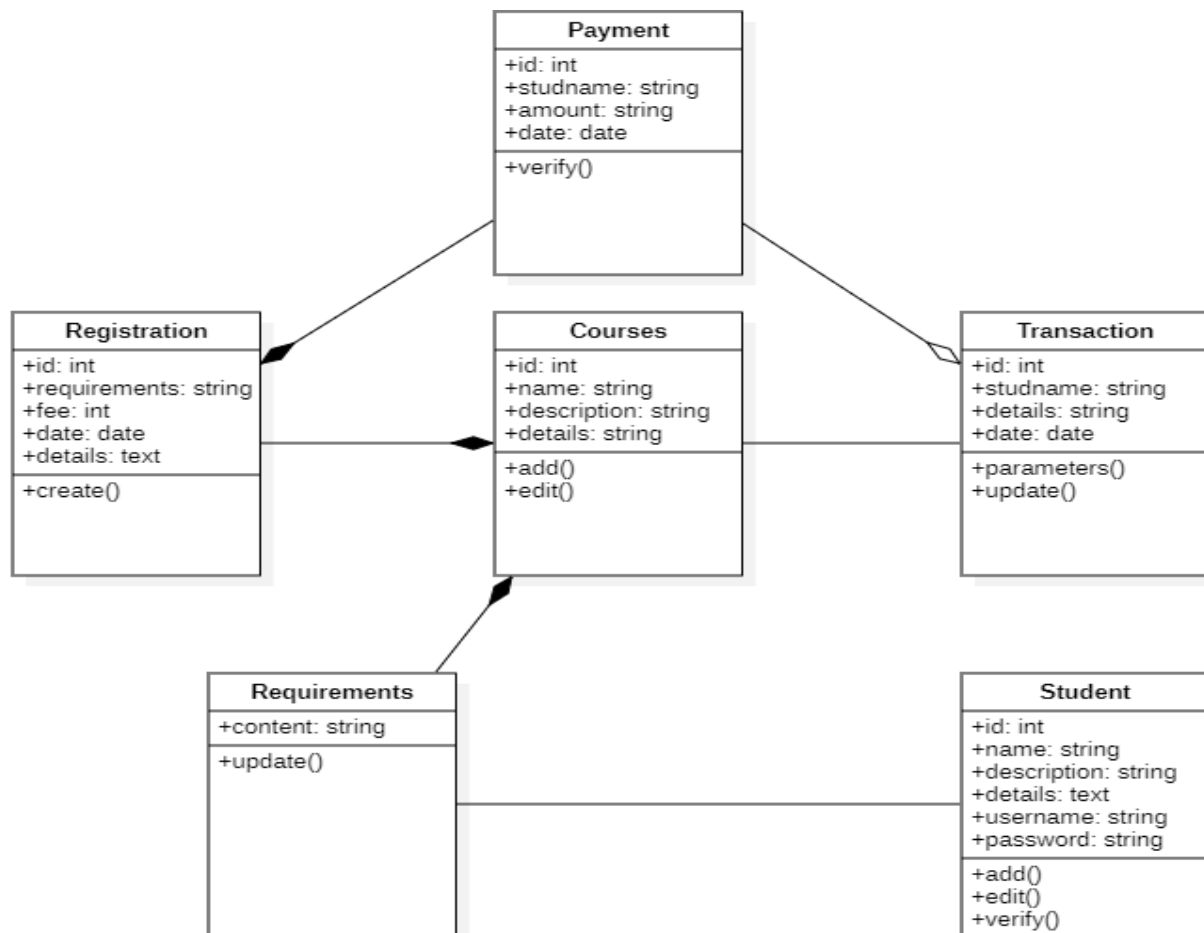 Payment
+id: int
+studname: string
+amount: string
+date: date
+verify()
Registration
+id: int
+requirements: string
+fee: int
+date: date
+details: text
+create()
Courses
+id: int
+name: string
+description: string
+details: string
+add()
+edit()
Transaction
+id: int
+studname: string
+details: string
+date: date
+parameters()
+update()
Requirements
+content: string
+update()
Student
+id: int
+name: string
+description: string
+details: text
+username: string
+password: string
+add()
+edit()
+verify()